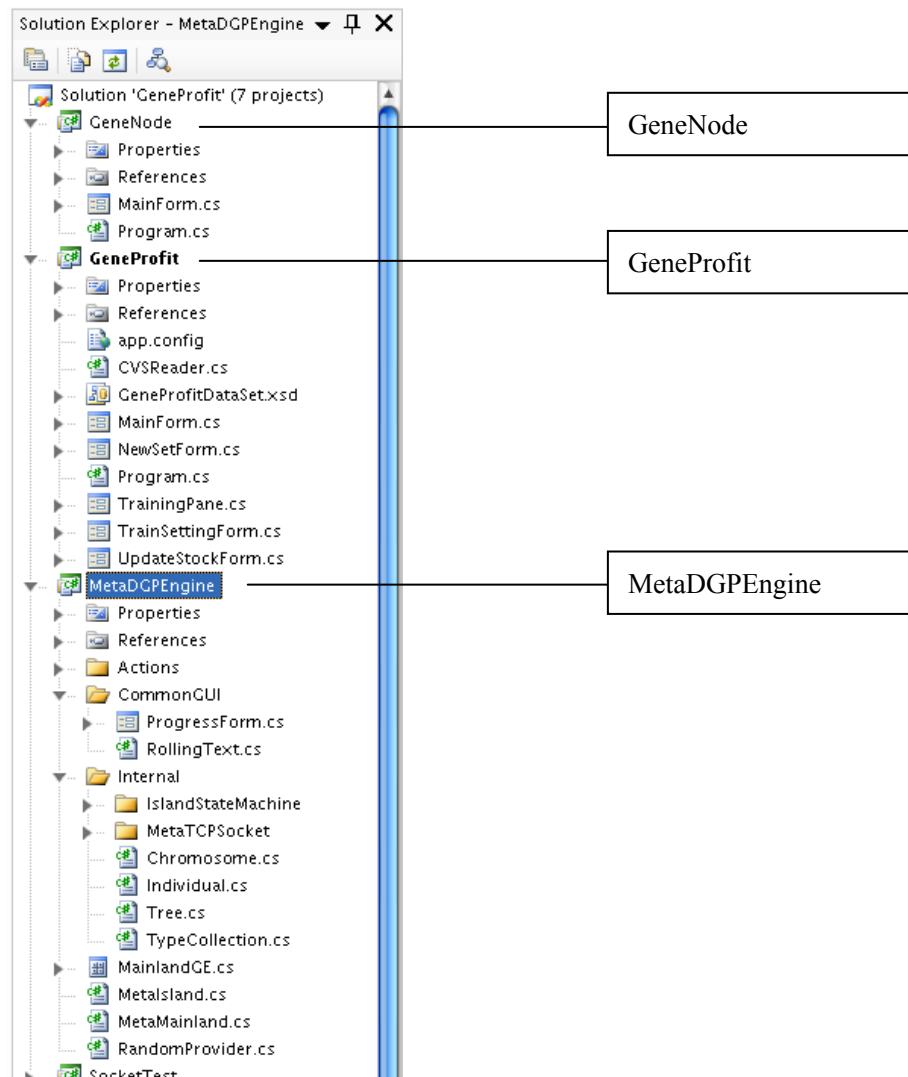 Solution Explorer - MetaDGPEngine
Solution 'GeneProfit' (7 projects)
GeneNode
GeneNode
Properties
References
MainForm.cs
Program.cs
GeneProfit
GeneProfit
Properties
References
app.config
CVSReader.cs
GeneProfitDataSet.xsd
MainForm.cs
NewSetForm.cs
Program.cs
TrainingPane.cs
TrainSettingForm.cs
UpdateStockForm.cs
MetaDGPEngine
MetaDGPEngine
Properties
References
Actions
CommonGUI
ProgressForm.cs
RollingText.cs
Internal
IslandStateMachine
MetaTCPSocket
Chromosome.cs
Individual.cs
Tree.cs
TypeCollection.cs
MainlandGE.cs
MetaIsland.cs
MetaMainland.cs
RandomProvider.cs
SocketTest